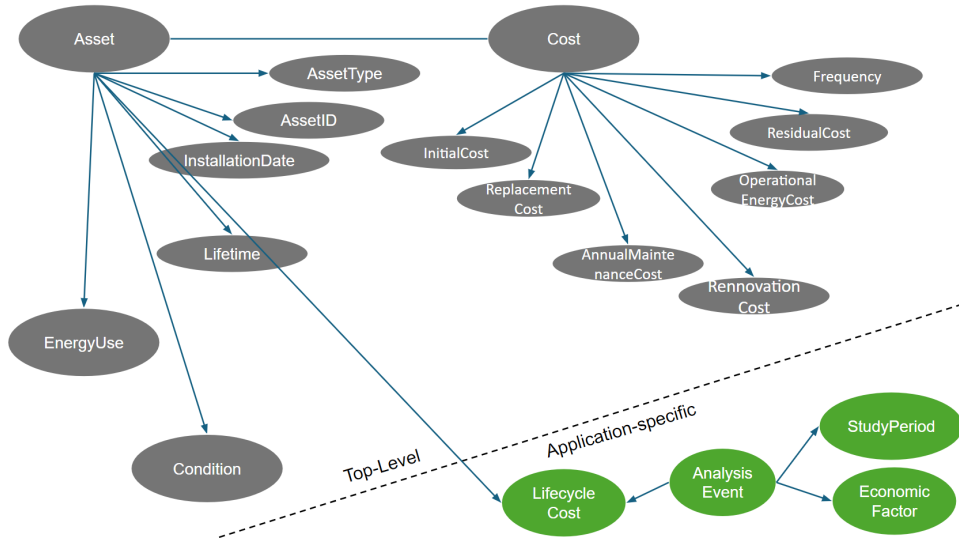 Asset
Cost
AssetType
Frequency
AssetID
ResidualCost
InstallationDate
InitialCost
Replacement
Cost
Operational
EnergyCost
Lifetime
AnnualMainte
nanceCost
Rennovation
Cost
EnergyUse
Condition
Top-Level
Application-specific
StudyPeriod
Lifecycle
Cost
Analysis
Event
Economic
Factor